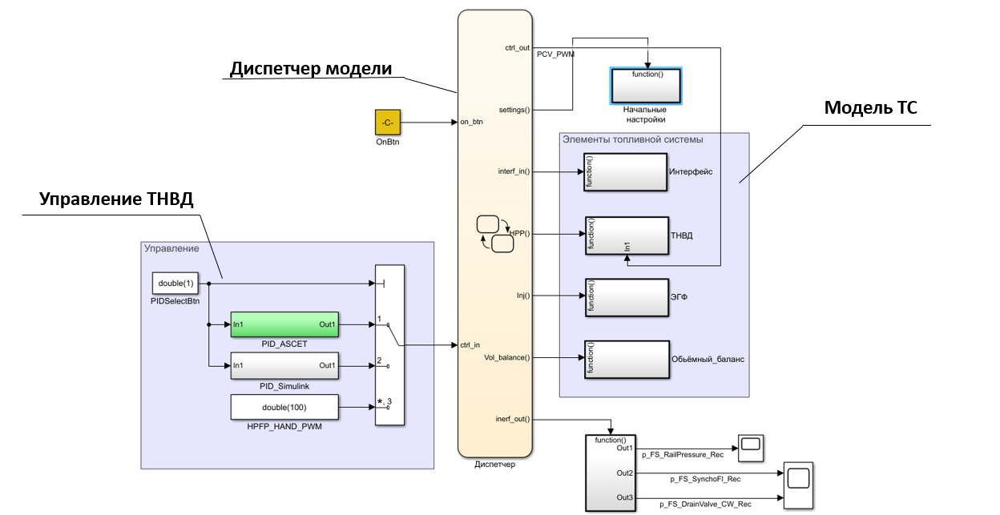 Диспетчер модели
Модель ТС
Управление ТНВД
ctrl_out
PCV_PWM
function()
Начальные
настройки
settings()
on_btn
-C-
OnBtn
Элементы топливной системы
interf_in()
function()
Интерфейс
HPP()
function()
In1
ТНВД
Inj()
function()
ЭГФ
Vol_balance()
function()
Обьёмный_баланс
Управление
double(1)
PIDSelectBtn
In1
Out1
PID_ASCET
In1
Out1
PID_Simulink
double(100)
HPFP_HAND_PWM
1
2
*, 3
ctrl_in
inerf_out()
Диспетчер
function()
Out1
p_FS_RailPressure_Rec
Out2
p_FS_SynchoFl_Rec
Out3
p_FS_DrainValve_CW_Rec